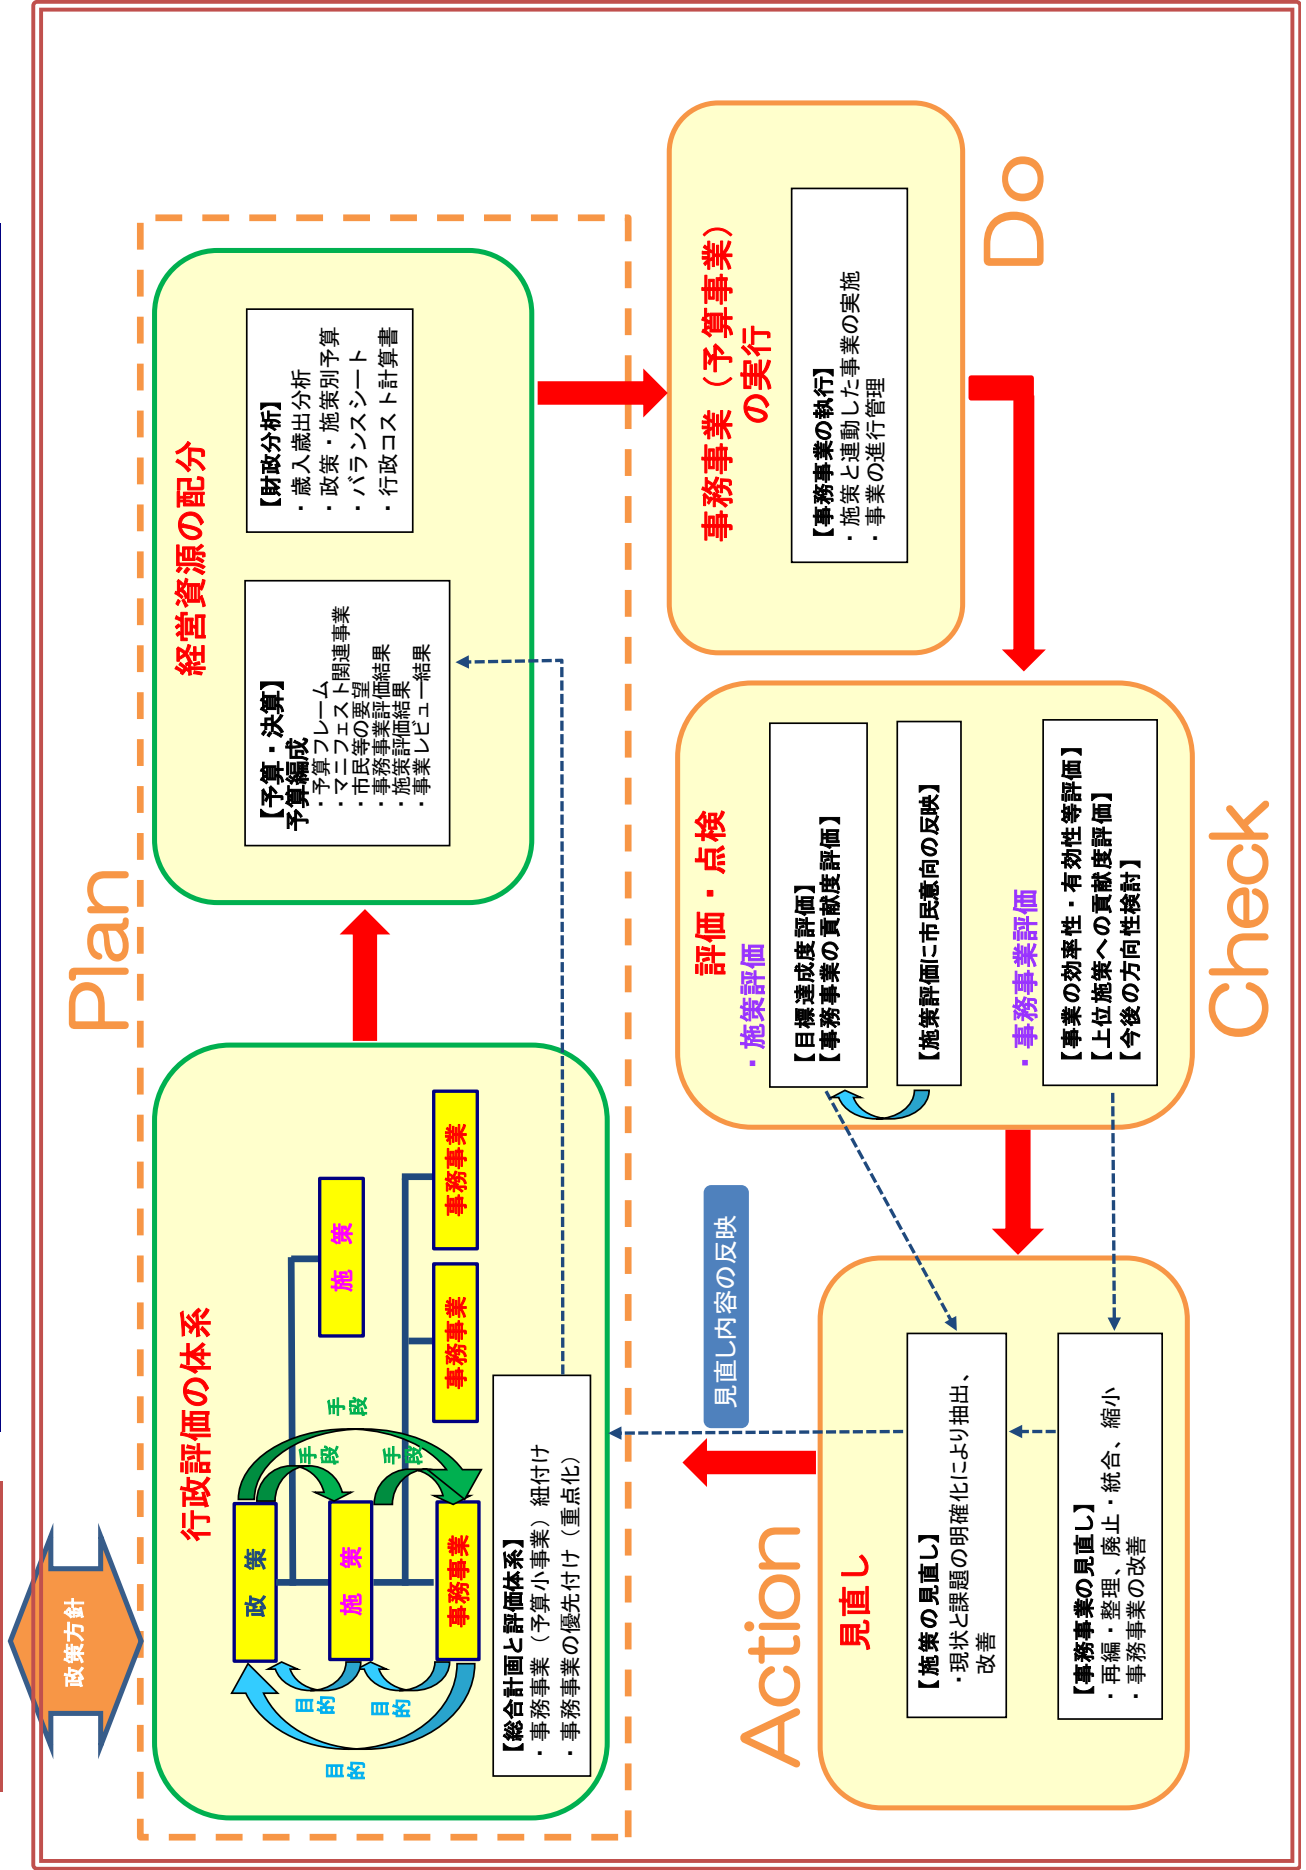 政策方針
Plan
行政評価の体系
政　策
施　策
施　策
事務事業
事務事業
事務事業
手
段
手
段
手
段
目
的
目
的
目
的
【総合計画と評価体系】
・事務事業（予算小事業）紐付け
・事務事業の優先付け（重点化）
経営資源の配分
【予算・決算】
予算編成
・予算フレーム
・マニフェスト関連事業
・市民等の要望
・事務事業評価結果
・施策評価結果
・事業レビュー結果
【財政分析】
・歳入歳出分析
・政策・施策別予算
・バランスシート
・行政コスト計算書
事務事業（予算事業）
の実行
【事務事業の執行】
・施策と連動した事業の実施
・事業の進行管理
Do
評価・点検
・施策評価
【目標達成度評価】
【事務事業の貢献度評価】
【施策評価に市民意向の反映】
・事務事業評価
【事業の効率性・有効性等評価】
【上位施策への貢献度評価】
【今後の方向性検討】
Check
見直し内容の反映
Action
見直し
【施策の見直し】
・現状と課題の明確化により抽出、
改善
【事務事業の見直し】
・再編・整理、廃止・統合、縮小
・事務事業の改善